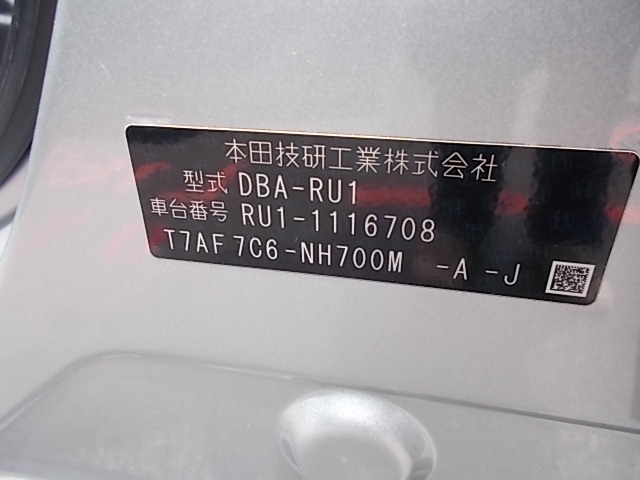 本田技研工業株式会社
型式 DBA-RU1
車台番号 RU1-1116708
T7AF7C6-NH700M -A -J